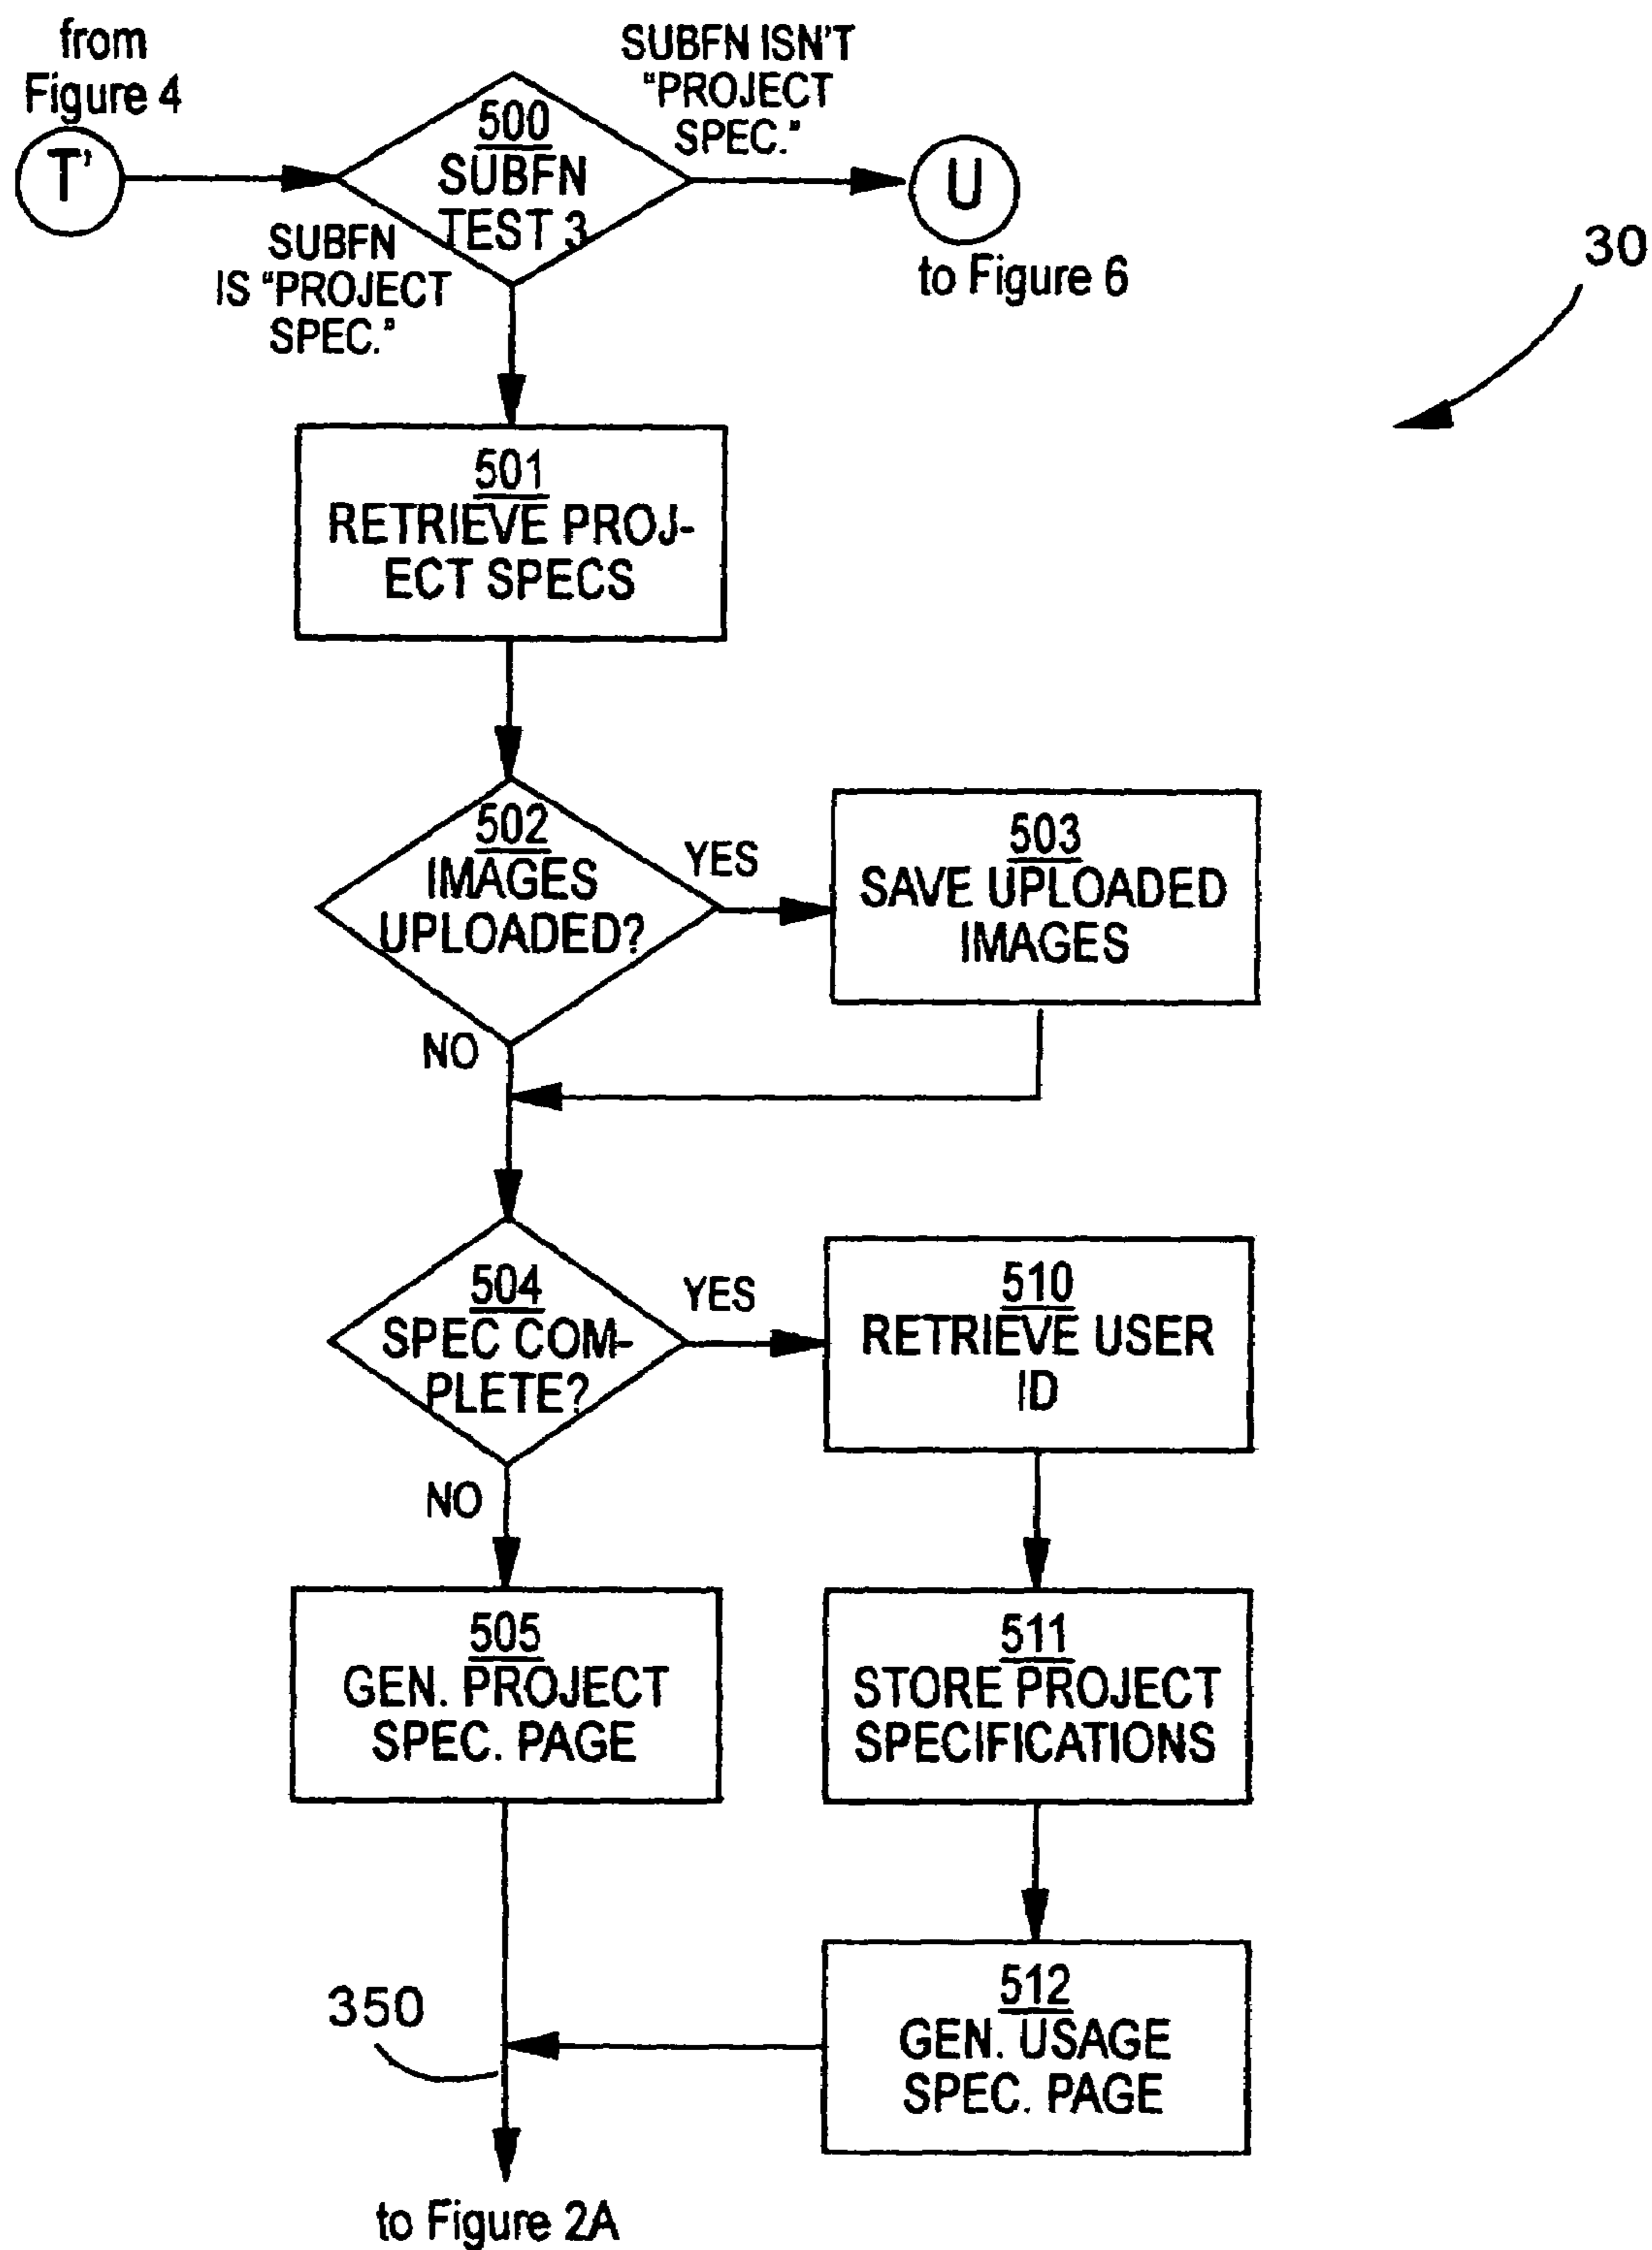 from
Figure 4
T'
500
SUBFN
TEST 3
SUBFN ISN'T
"PROJECT
SPEC."
U
to Figure 6
30
SUBFN
IS "PROJECT
SPEC."
501
RETRIEVE PROJ-
ECT SPECS
502
IMAGES
UPLOADED?
YES
503
SAVE UPLOADED
IMAGES
NO
504
SPEC COM-
PLETE?
YES
510
RETRIEVE USER
ID
NO
505
GEN. PROJECT
SPEC. PAGE
511
STORE PROJECT
SPECIFICATIONS
350
512
GEN. USAGE
SPEC. PAGE
to Figure 2A